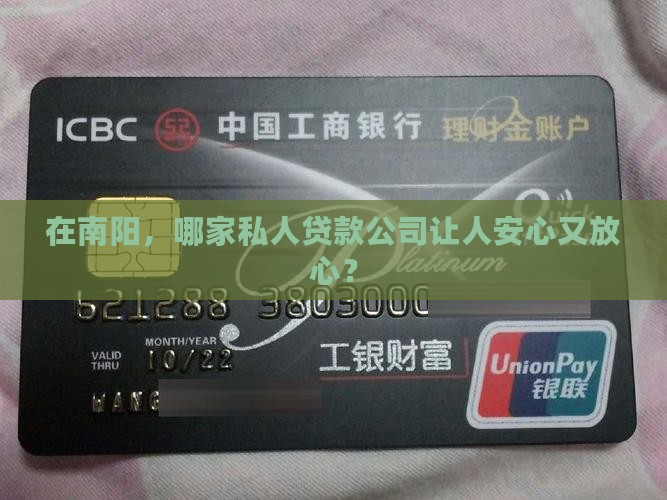 ICBC 中国工商银行 理财金账户
Quick
在南阳，哪家私人贷款公司让人安心又放
心？
Platinum
621288 3803000
MONTH/YEAR
VALID THRU 10/22
工银财富
UnionPay
银联
WANG